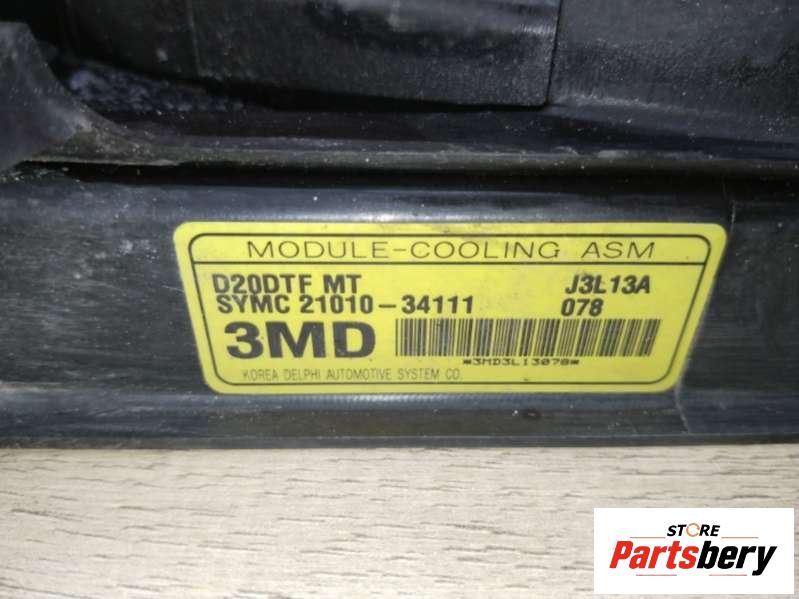 MODULE-COOLING ASM
D20DTF MT J3L13A
SYMC 21010-34111 078
3MD
*3MD3L13078*
KOREA DELPHI AUTOMOTIVE SYSTEM CO.
STORE
Partsbery